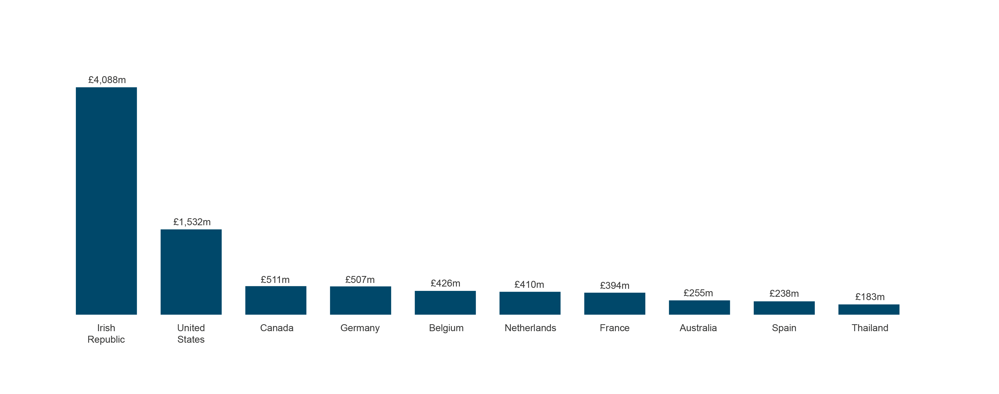 £4,088m
£1,532m
£511m
£507m
£426m
£410m
£394m
£255m
£238m
£183m
Irish
Republic
United
States
Canada
Germany
Belgium
Netherlands
France
Australia
Spain
Thailand